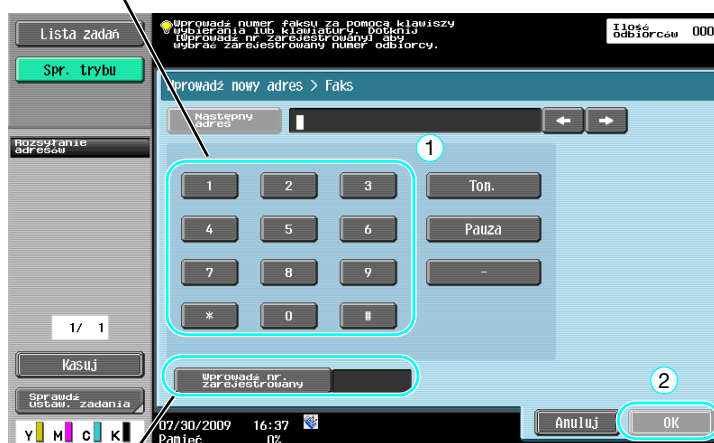 Lista zadań
Wprowadź numer faksu za pomocą klawiszy
wybierania lub klawiatury. Dotknij
[Wprowadź nr zarejestrowany] aby
wybrać zarejestrowany numer odbiorcy.
Ilość
odbiorców 000
Spr. trybu
Wprowadź nowy adres > Faks
Następny
adres
Rozsyłanie
adresów
1
1 2 3 Ton.
4 5 6 Pauza
7 8 9 -
* 0 #
1/ 1
Kasuj
Wprowadź nr.
zarejestrowany
2
Sprawdź
ustaw. zadania
Anuluj OK
07/30/2009 16:37
Y M C K
Pamięć 0%